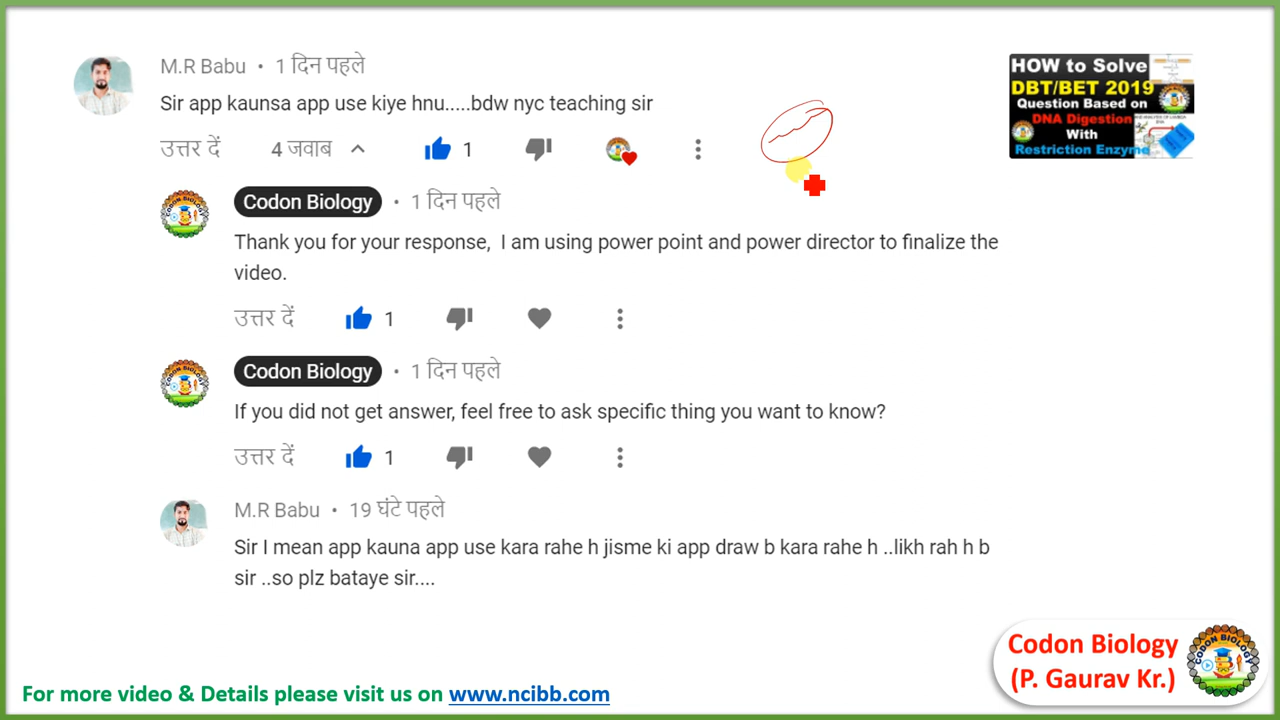 M.R Babu • 1 दिन पहले
Sir app kaunsa app use kiye hnu.....bdw nyc teaching sir
उत्तर दें 4 जवाब 1
Codon Biology • 1 दिन पहले
Thank you for your response, I am using power point and power director to finalize the
video.
उत्तर दें 1
Codon Biology • 1 दिन पहले
If you did not get answer, feel free to ask specific thing you want to know?
उत्तर दें 1
M.R Babu • 19 घंटे पहले
Sir I mean app kauna app use kara rahe h jisme ki app draw b kara rahe h ..likh rah h b
sir ..so plz bataye sir....
HOW to Solve
DBT/BET 2019
Question Based on
DNA Digestion
With
Restriction Enzyme
Codon Biology
(P. Gaurav Kr.)
CODON BIOLOGY
For more video & Details please visit us on www.ncibb.com